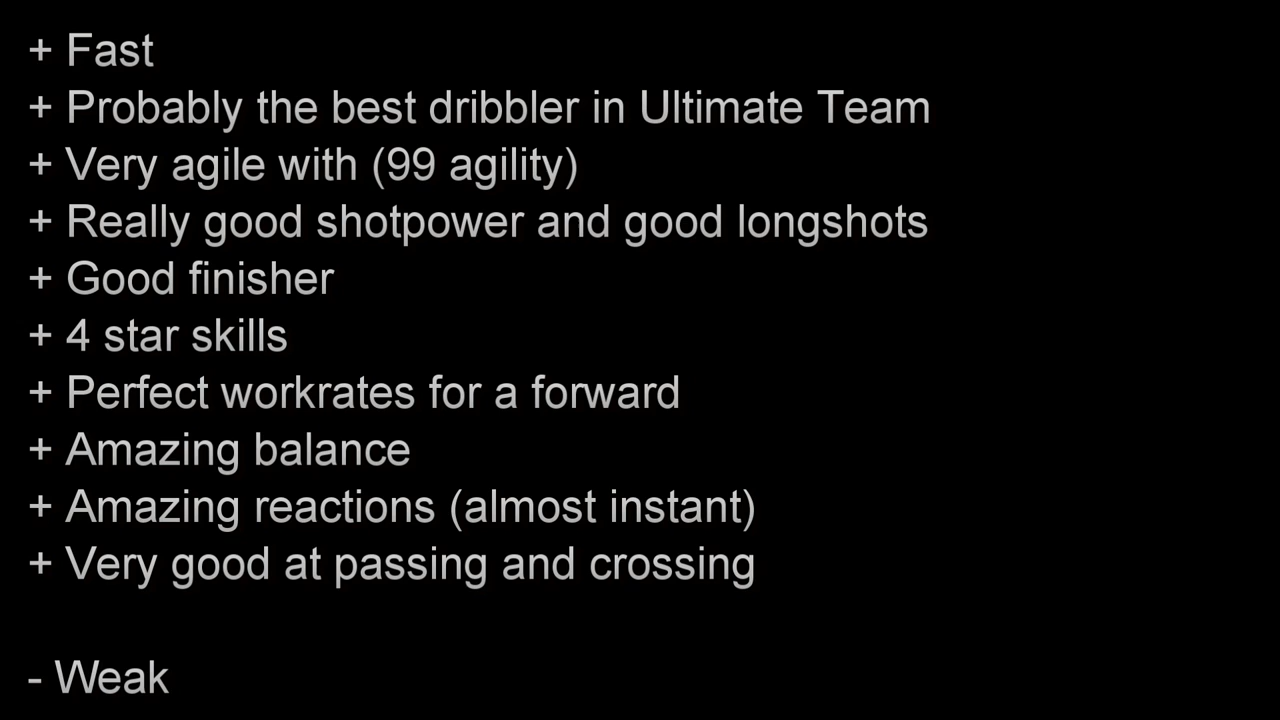 + Fast
+ Probably the best dribbler in Ultimate Team
+ Very agile with (99 agility)
+ Really good shotpower and good longshots
+ Good finisher
+ 4 star skills
+ Perfect workrates for a forward
+ Amazing balance
+ Amazing reactions (almost instant)
+ Very good at passing and crossing
- Weak